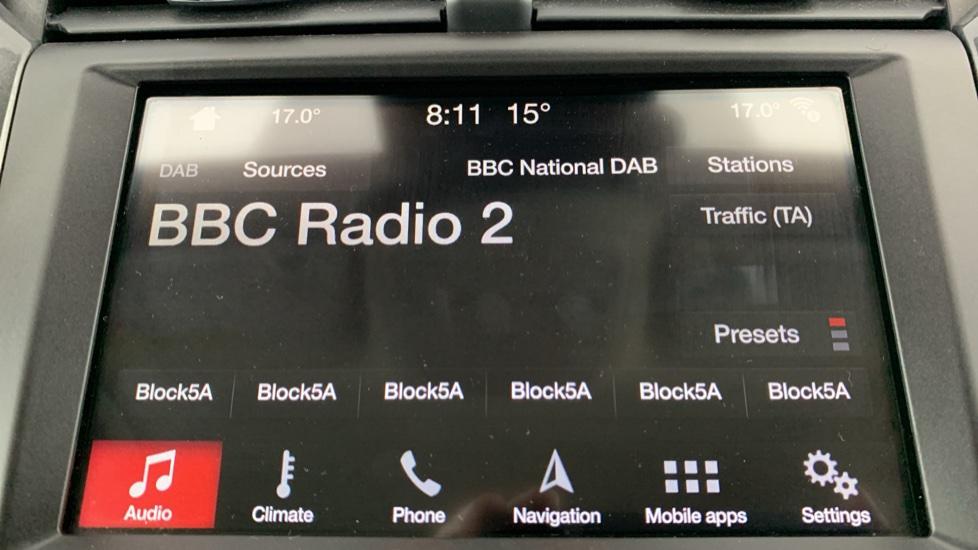 17.0° 8:11 15° 17.0°
DAB Sources BBC National DAB Stations
BBC Radio 2
Traffic (TA)
Presets
Block5A Block5A Block5A Block5A Block5A Block5A
Audio Climate Phone Navigation Mobile apps Settings